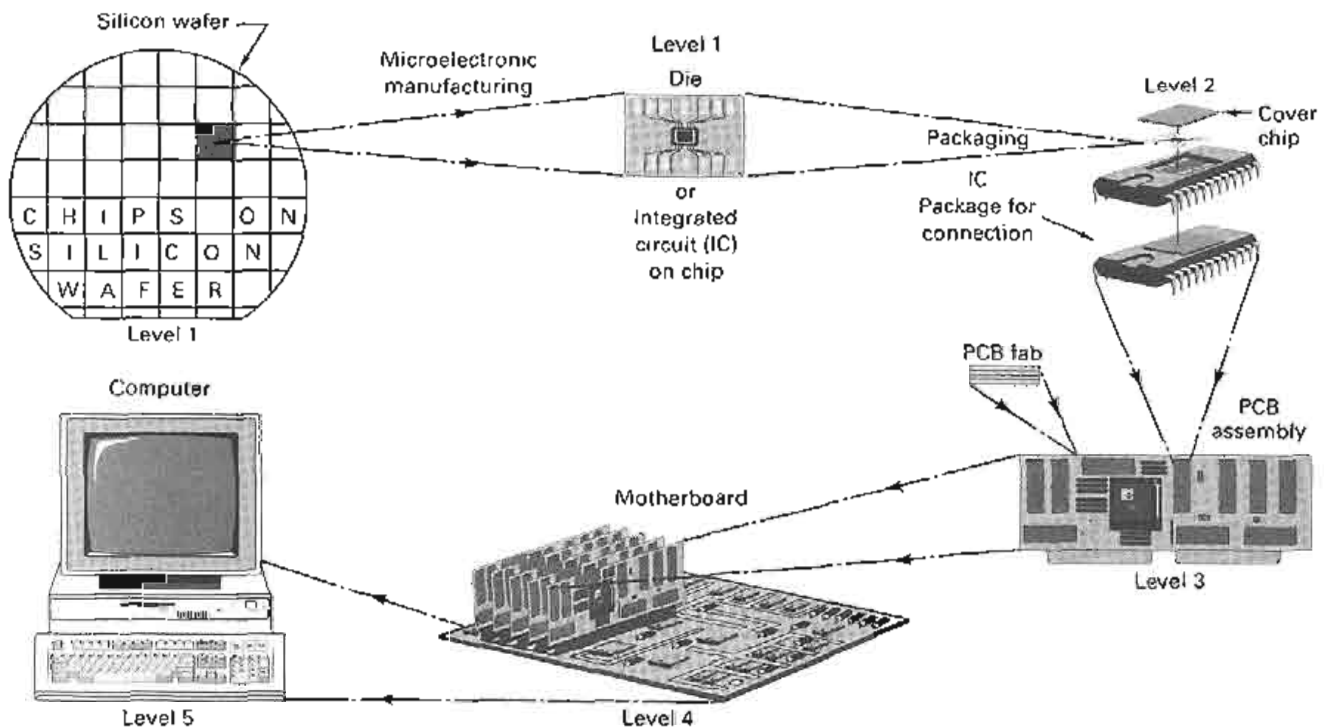 Silicon wafer
Microelectronic
manufacturing
Level 1
Die
or
Integrated
circuit (IC)
on chip
Level 2
Cover
chip
Packaging
IC
Package for
connection
C H I P S O N
S I L I C O N
W A F E R
Level 1
PCB fab
PCB
assembly
Level 3
Computer
Motherboard
Level 5
Level 4